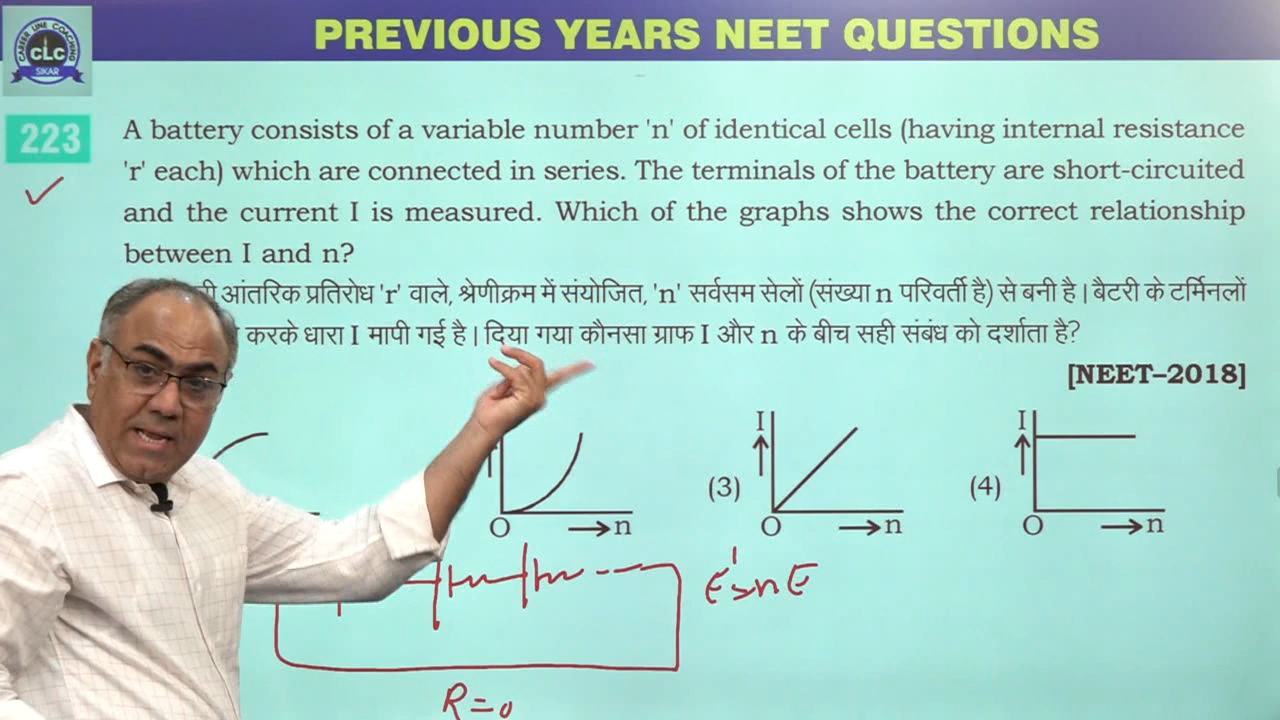 PREVIOUS YEARS NEET QUESTIONS
CAREER LINE COACHING
CLC
SIKAR
223
A battery consists of a variable number 'n' of identical cells (having internal resistance
'r' each) which are connected in series. The terminals of the battery are short-circuited
and the current I is measured. Which of the graphs shows the correct relationship
between I and n?
आंतरिक प्रतिरोध 'r' वाले, श्रेणीक्रम में संयोजित, 'n' सर्वसम सेलों (संख्या n परिवर्ती है) से बनी है। बैटरी के टर्मिनलों
करके धारा I मापी गई है। दिया गया कौनसा ग्राफ I और n के बीच सही संबंध को दर्शाता है?
[NEET–2018]
O n
(3) I O n
(4) I O n
E' = nE
R=0